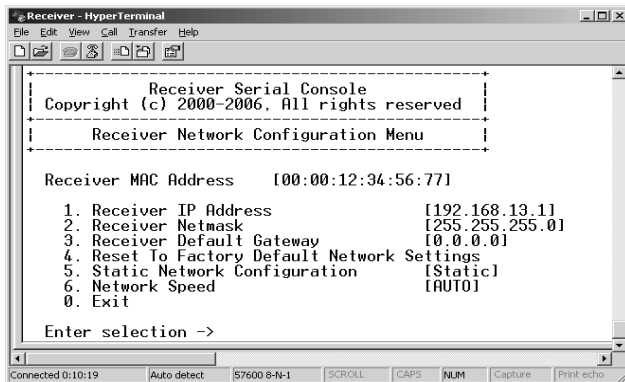 Receiver - HyperTerminal
File Edit View Call Transfer Help
Receiver Serial Console
Copyright (c) 2000-2006, All rights reserved
Receiver Network Configuration Menu
Receiver MAC Address [00:00:12:34:56:77]
1. Receiver IP Address [192.168.13.1]
2. Receiver Netmask [255.255.255.0]
3. Receiver Default Gateway [0.0.0.0]
4. Reset To Factory Default Network Settings
5. Static Network Configuration [Static]
6. Network Speed [AUTO]
0. Exit
Enter selection ->
Connected 0:10:19 Auto detect 57600 8-N-1 SCROLL CAPS NUM Capture Print echo